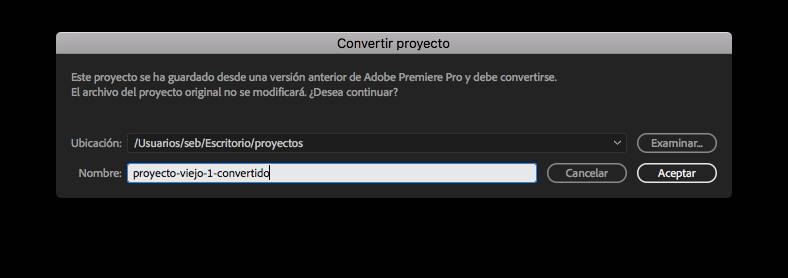 Convertir proyecto
Este proyecto se ha guardado desde una versión anterior de Adobe Premiere Pro y debe convertirse.
El archivo del proyecto original no se modificará. ¿Desea continuar?
Ubicación: /Usuarios/seb/Escritorio/proyectos Examinar...
Nombre: proyecto-viejo-1-convertido Cancelar Aceptar